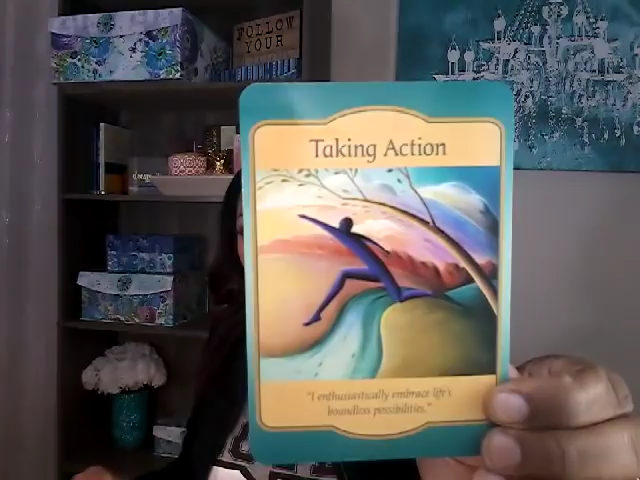 FOLLOW
YOUR
Taking Action
"I enthusiastically embrace life's
boundless possibilities."